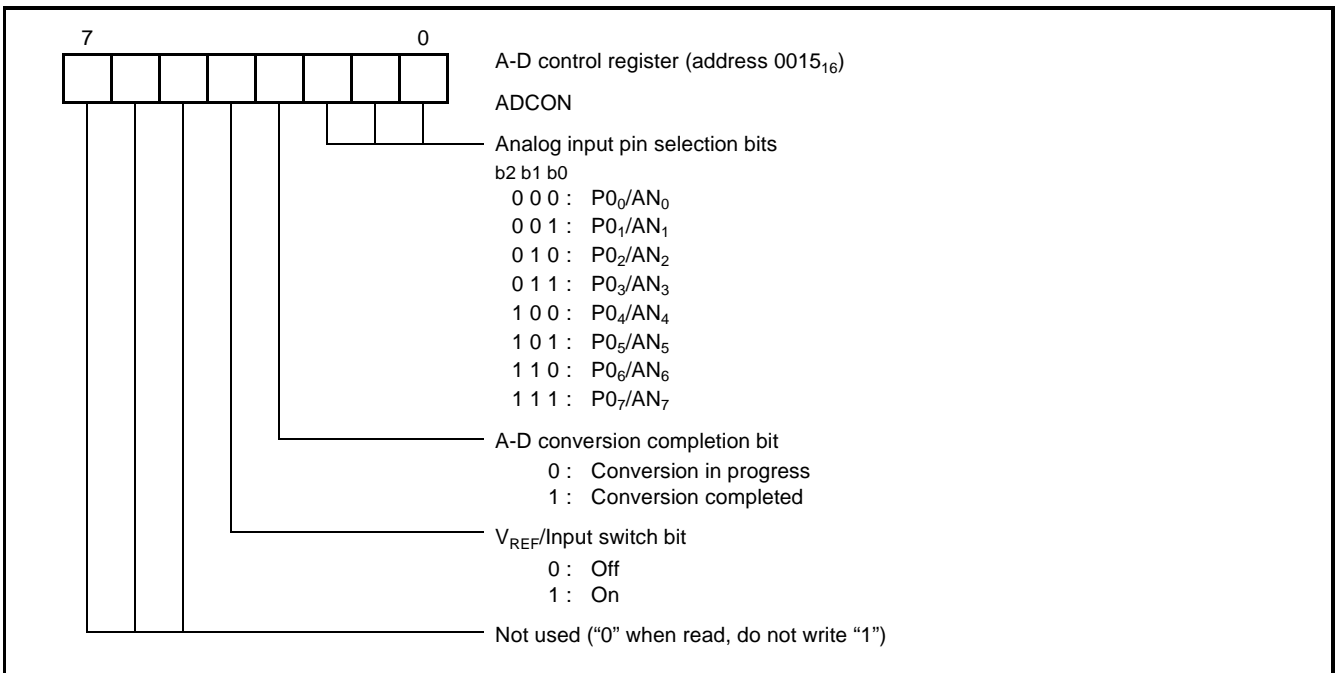 7 0
A-D control register (address 0015₁₆)
ADCON
Analog input pin selection bits
b2 b1 b0
0 0 0 : P0₀/AN₀
0 0 1 : P0₁/AN₁
0 1 0 : P0₂/AN₂
0 1 1 : P0₃/AN₃
1 0 0 : P0₄/AN₄
1 0 1 : P0₅/AN₅
1 1 0 : P0₆/AN₆
1 1 1 : P0₇/AN₇
A-D conversion completion bit
0 : Conversion in progress
1 : Conversion completed
V_REF/Input switch bit
0 : Off
1 : On
Not used (“0” when read, do not write “1”)